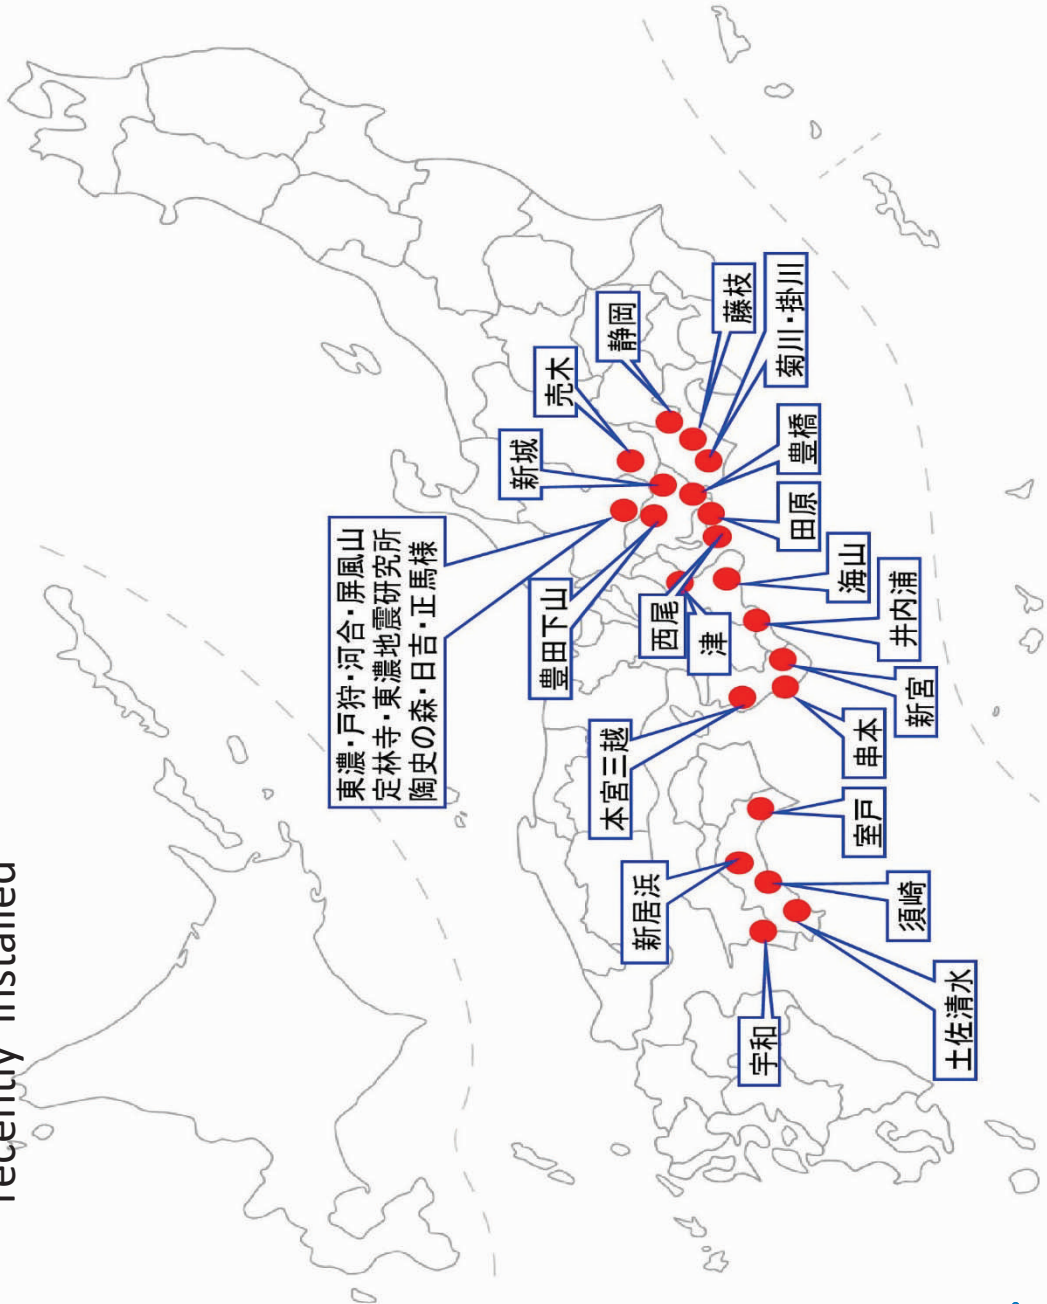 recently installed
東濃・戸狩・河合・屏風山
定林寺・東濃地震研究所
陶史の森・日吉・正馬様
新城
売木
静岡
藤枝
菊川・掛川
豊橋
田原
豊田下山
西尾
津
海山
井内浦
新宮
串本
本宮三越
室戸
新居浜
須崎
土佐清水
宇和